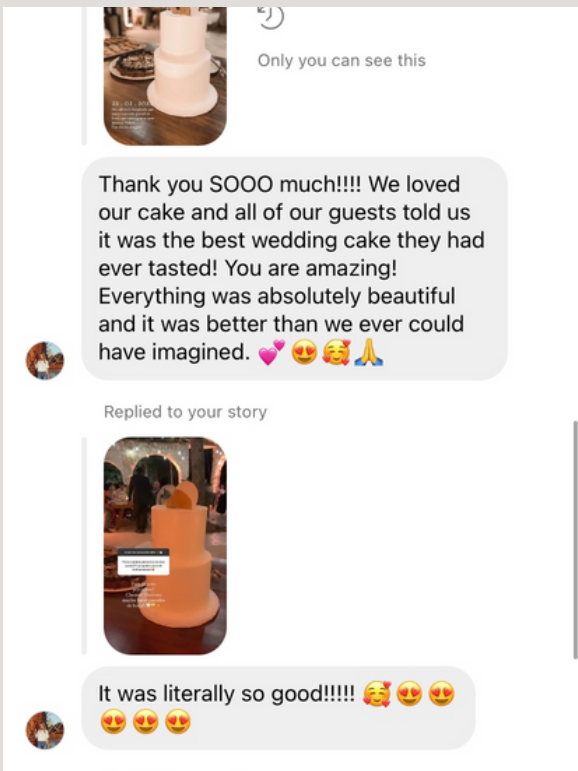 Only you can see this
Thank you SOOO much!!!! We loved
our cake and all of our guests told us
it was the best wedding cake they had
ever tasted! You are amazing!
Everything was absolutely beautiful
and it was better than we ever could
have imagined. 💕😍🥰🙏
Replied to your story
It was literally so good!!!!! 🥰😍😍
😍😍😍